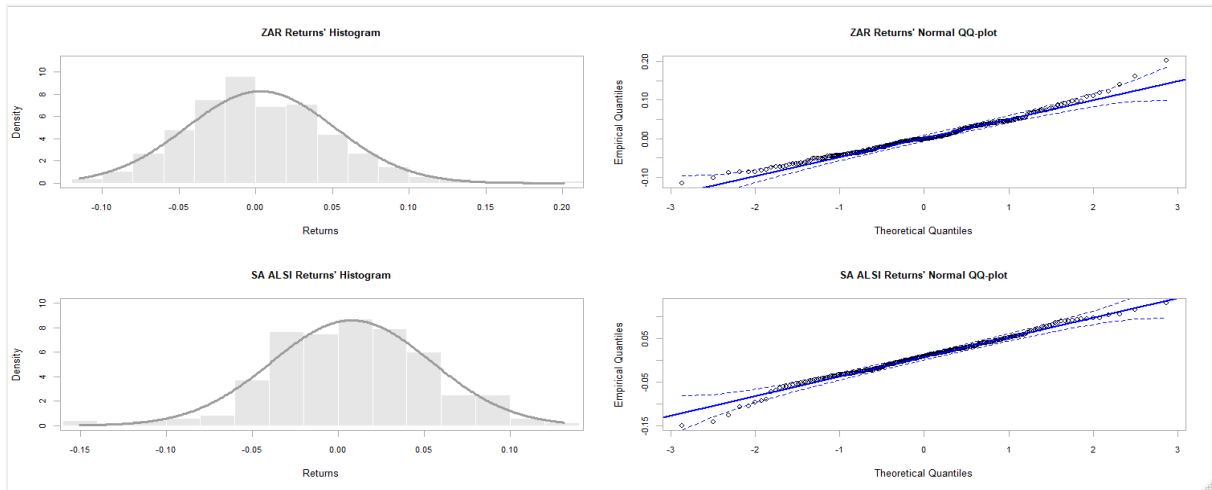 ZAR Returns' Histogram
Density
0 2 4 6 8 10
-0.10 -0.05 0.00 0.05 0.10 0.15 0.20
Returns
ZAR Returns' Normal QQ-plot
Empirical Quantiles
-0.10 0.00 0.10 0.20
-3 -2 -1 0 1 2 3
Theoretical Quantiles
SA ALSI Returns' Histogram
Density
0 2 4 6 8 10
-0.15 -0.10 -0.05 0.00 0.05 0.10
Returns
SA ALSI Returns' Normal QQ-plot
Empirical Quantiles
-0.15 -0.05 0.05
-3 -2 -1 0 1 2 3
Theoretical Quantiles